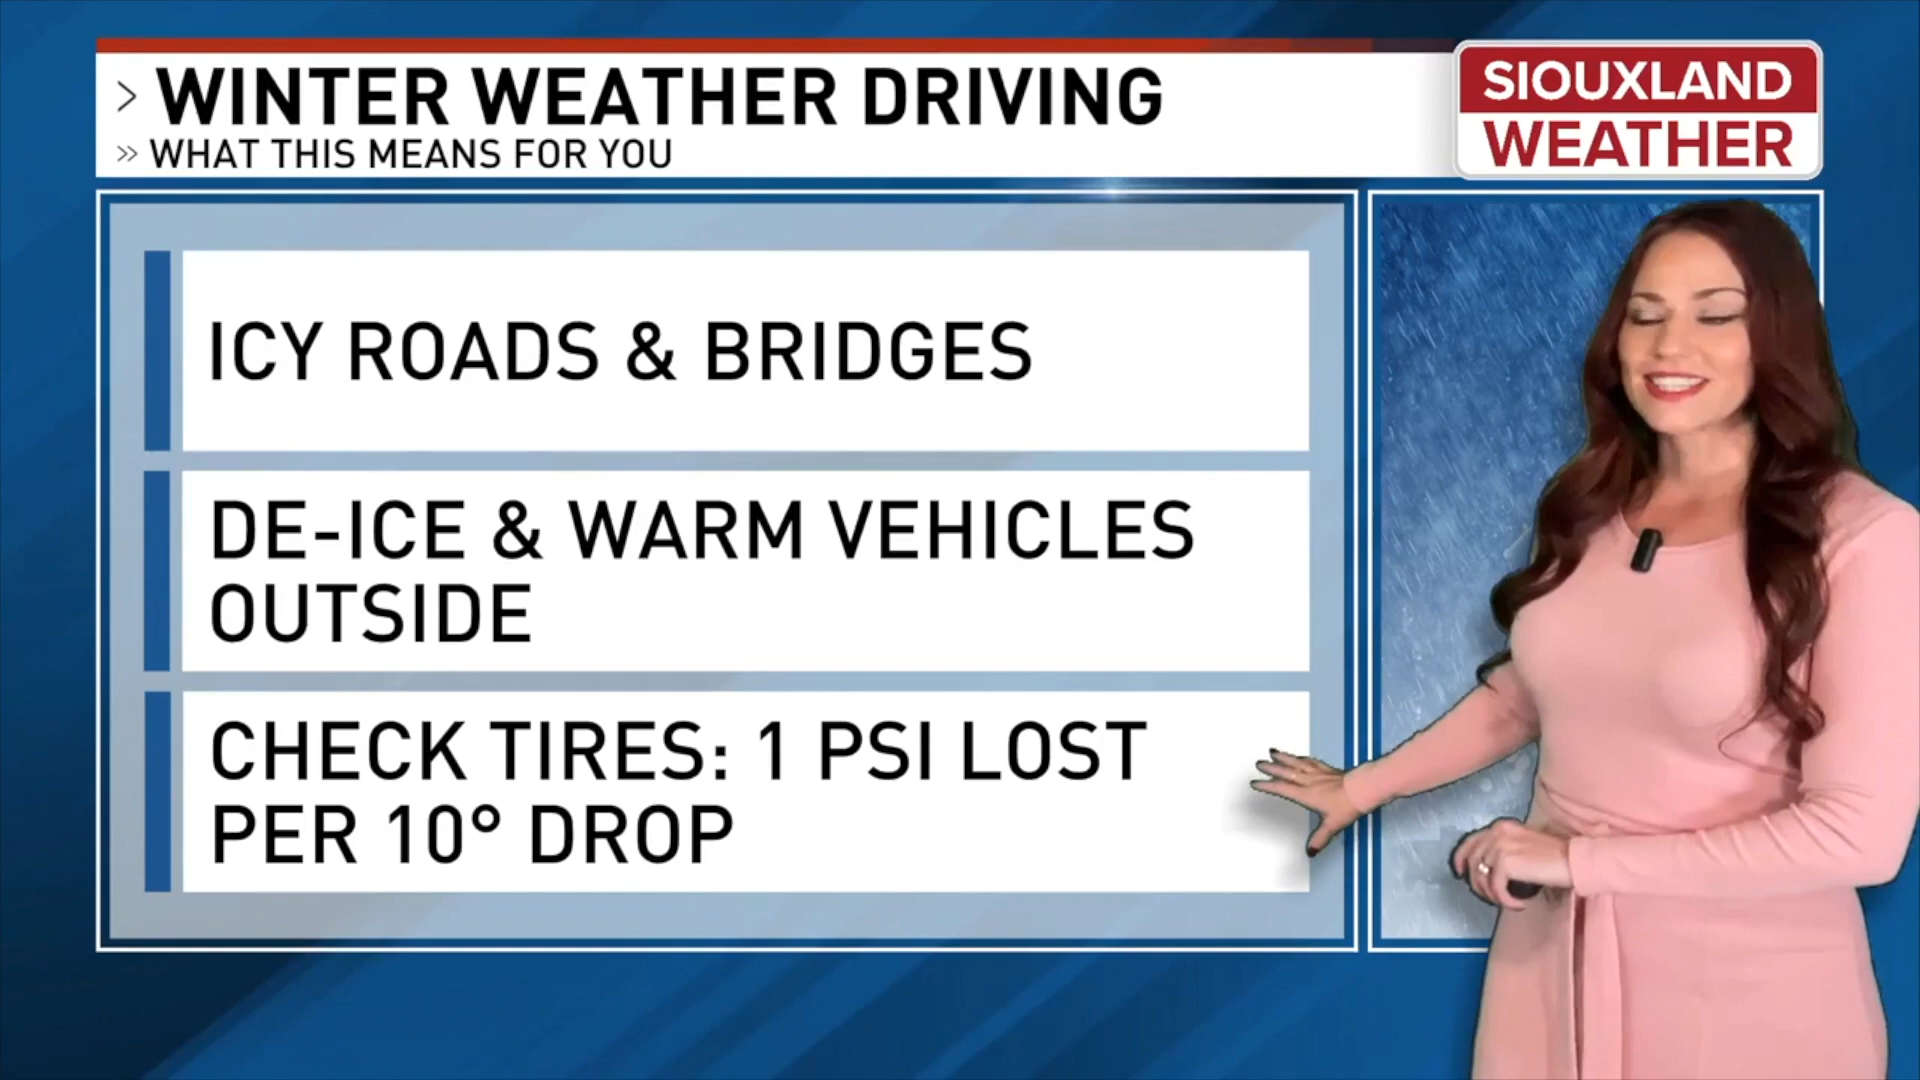 > WINTER WEATHER DRIVING
» WHAT THIS MEANS FOR YOU
SIOUXLAND
WEATHER
ICY ROADS & BRIDGES
DE-ICE & WARM VEHICLES
OUTSIDE
CHECK TIRES: 1 PSI LOST
PER 10° DROP